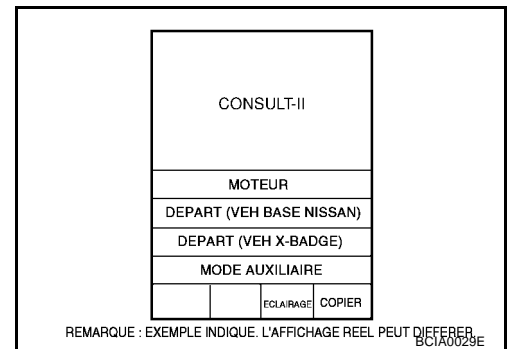 CONSULT-II
MOTEUR
DEPART (VEH BASE NISSAN)
DEPART (VEH X-BADGE)
MODE AUXILIAIRE
ECLAIRAGE COPIER
REMARQUE : EXEMPLE INDIQUE. L'AFFICHAGE REEL PEUT DIFFERER.
BCIA0029E